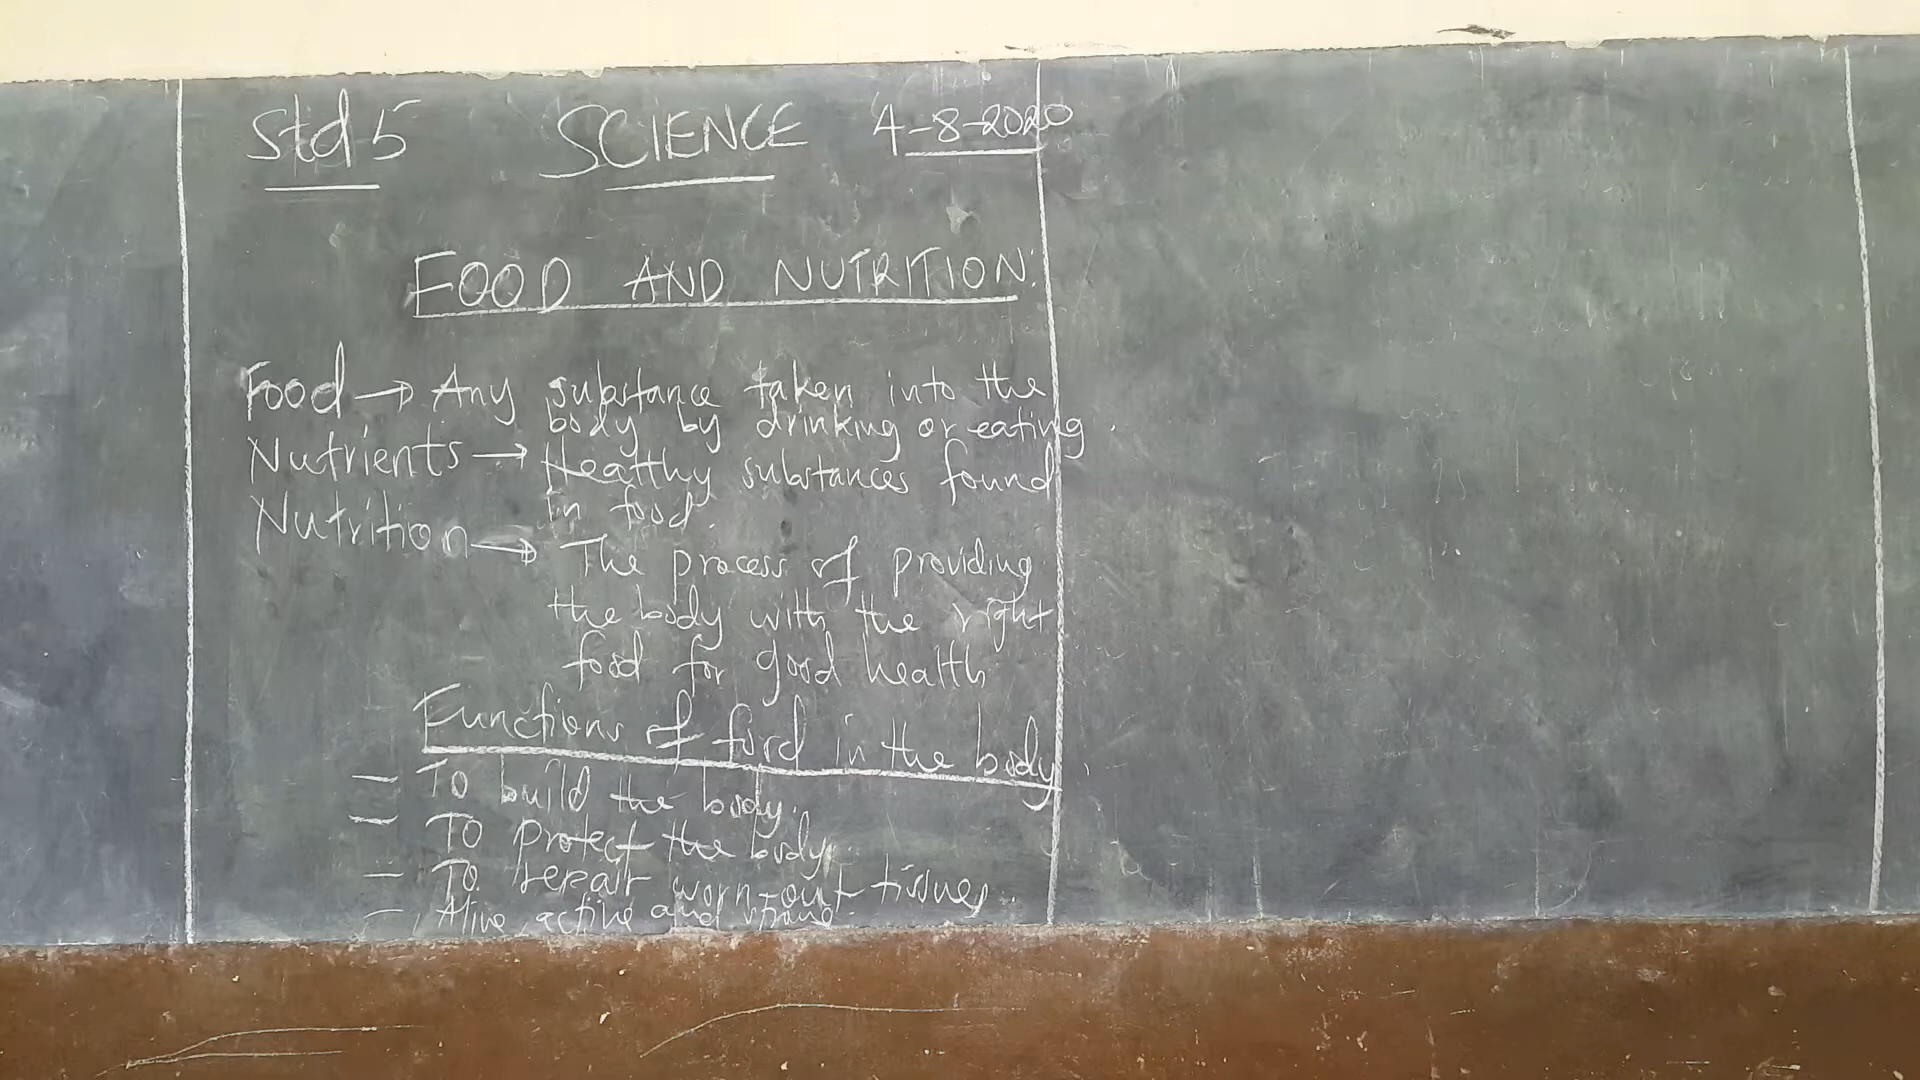 Std 5 SCIENCE 4-8-2020
FOOD AND NUTRITION:
Food → Any substance taken into the
body by drinking or eating.
Nutrients → Healthy substances found
in food.
Nutrition → The process of providing
the body with the right
food for good health
Functions of food in the body.
- To build the body.
- To protect the body.
- To repair worn-out tissues.
- Alive, active and strong.